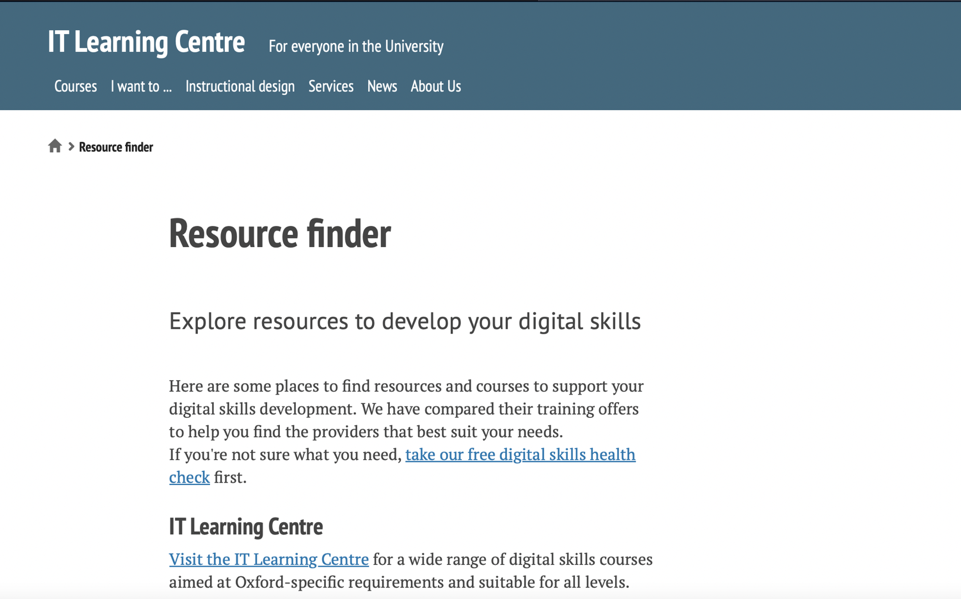 IT Learning Centre For everyone in the University
Courses I want to ... Instructional design Services News About Us
Resource finder
Resource finder
Explore resources to develop your digital skills
Here are some places to find resources and courses to support your
digital skills development. We have compared their training offers
to help you find the providers that best suit your needs.
If you're not sure what you need, take our free digital skills health
check first.
IT Learning Centre
Visit the IT Learning Centre for a wide range of digital skills courses
aimed at Oxford-specific requirements and suitable for all levels.